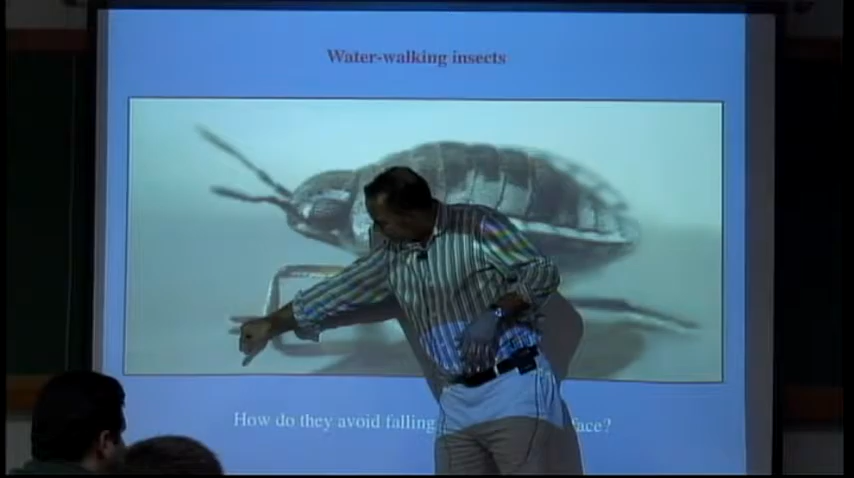 Water-walking insects
How do they avoid falling face?